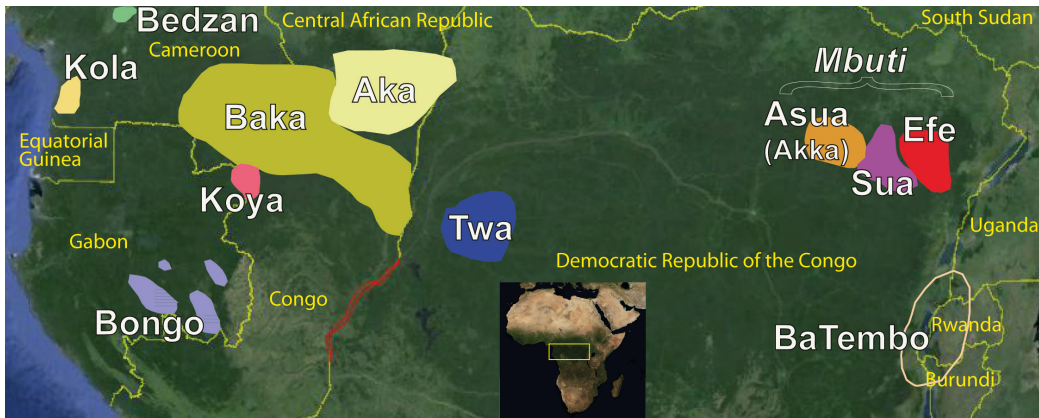 Bedzan
Central African Republic
South Sudan
Cameroon
Kola
Mbuti
Aka
Baka
Asua
(Akka)
Efe
Equatorial
Guinea
Sua
Koya
Twa
Uganda
Gabon
Democratic Republic of the Congo
Congo
Bongo
BaTembo
Rwanda
Burundi